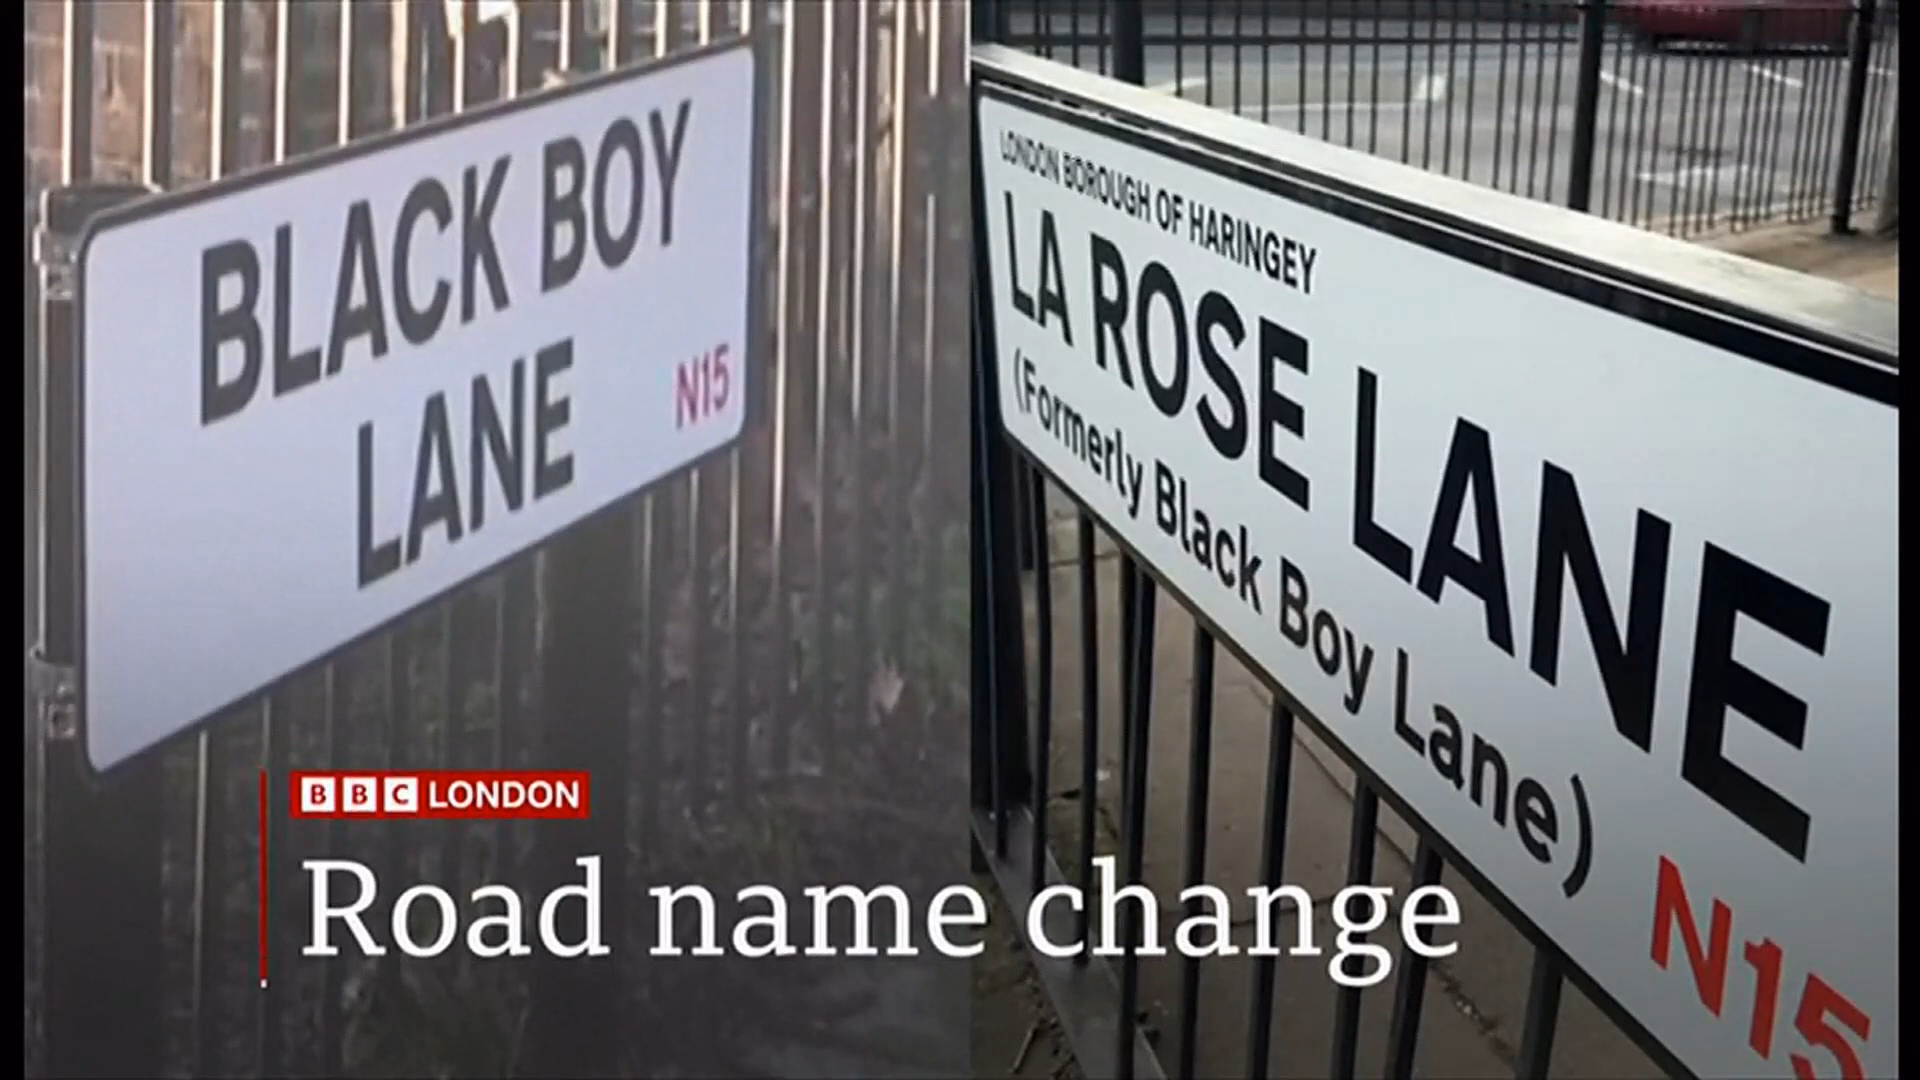 BLACK BOY
LANE
N15
LONDON BOROUGH OF HARINGEY
LA ROSE LANE
(Formerly Black Boy Lane)
N15
BBC LONDON
Road name change